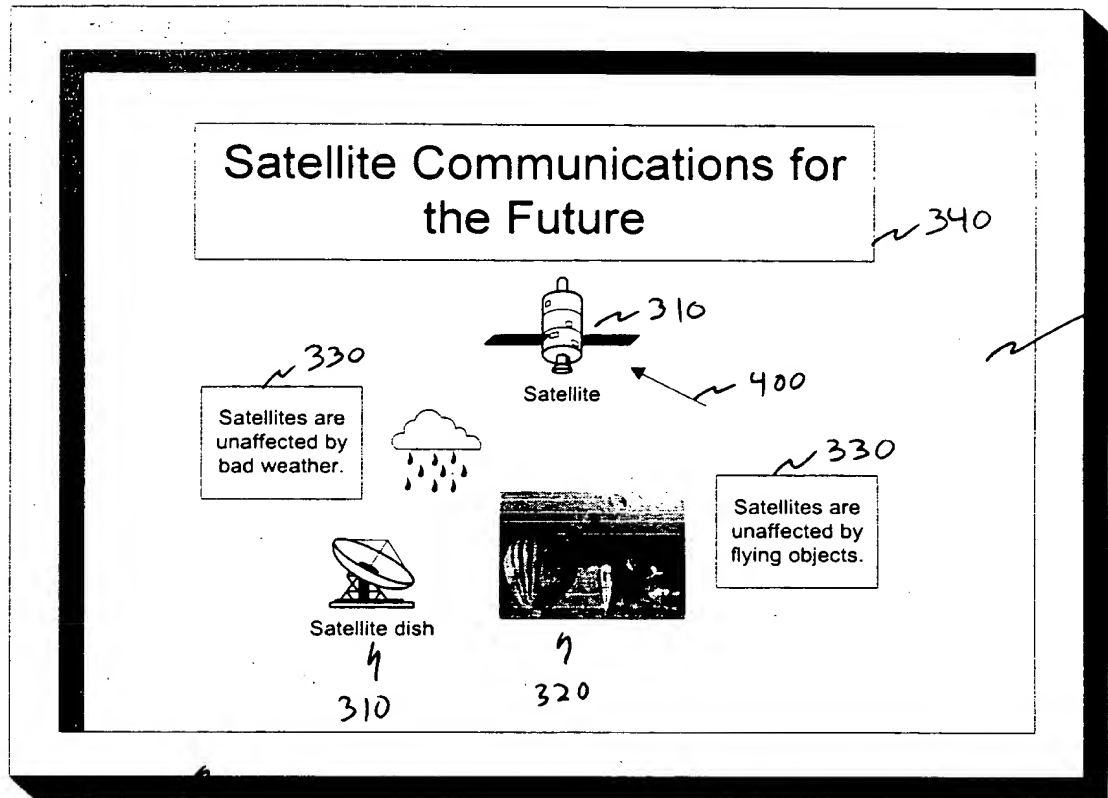 Satellite Communications for
the Future
340
310
330
400
Satellite
Satellites are
unaffected by
bad weather.
330
Satellites are
unaffected by
flying objects.
Satellite dish
310
320